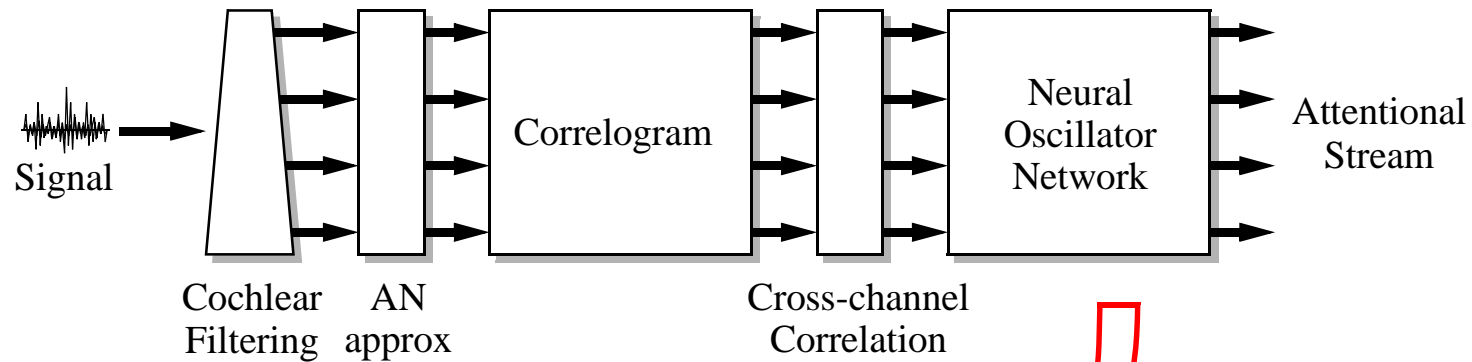 Signal
Cochlear
Filtering
AN
approx
Correlogram
Cross-channel
Correlation
Neural
Oscillator
Network
Attentional
Stream